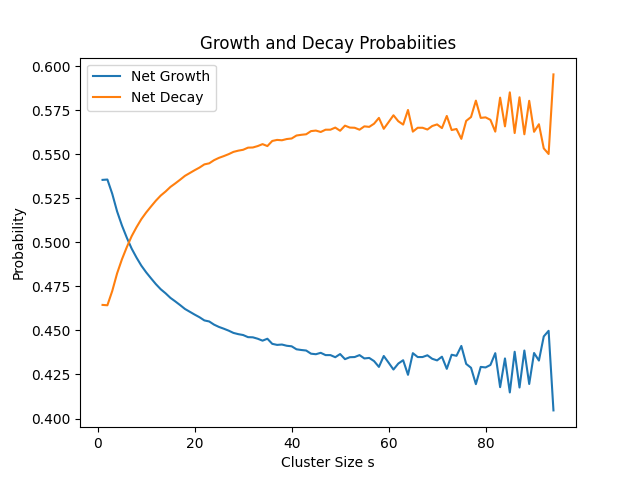 Growth and Decay Probabiities
Net Growth
Net Decay
0.600
0.575
0.550
0.525
0.500
0.475
0.450
0.425
0.400
Probability
0
20
40
60
80
Cluster Size s